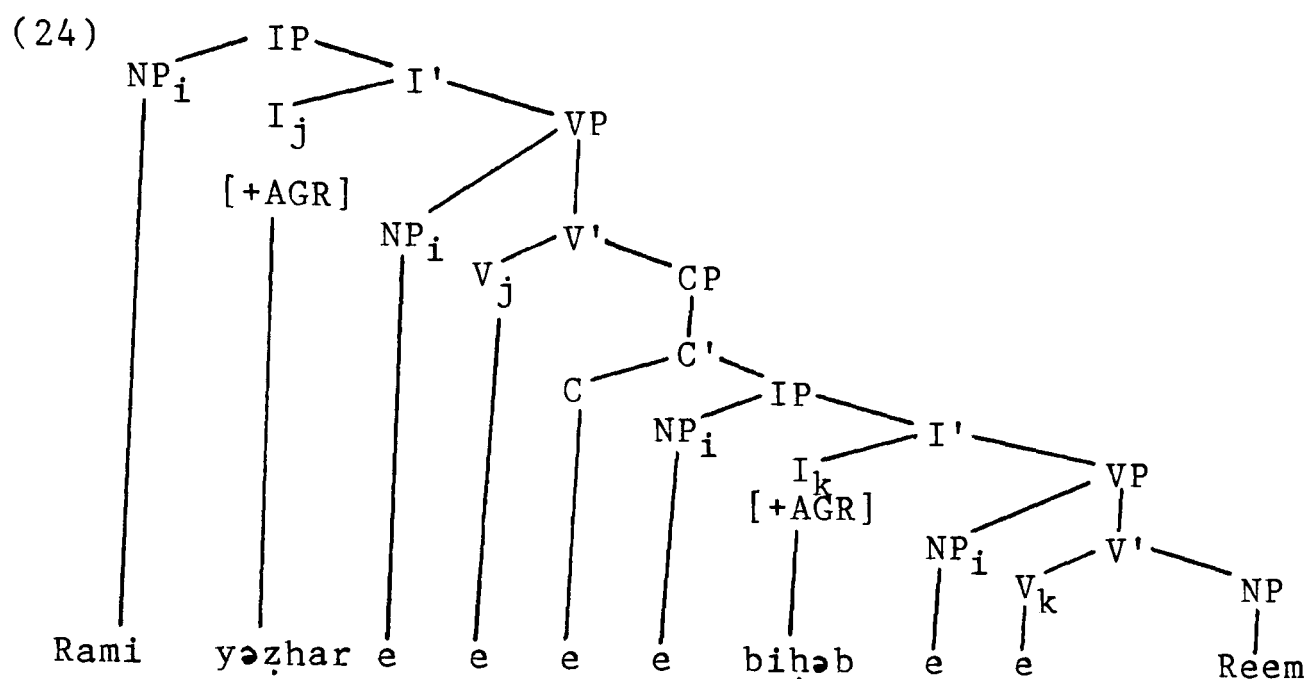 (24) IP
NPi I'
Ij VP
[+AGR]
NPi V'
Vj CP
C'
C IP
NPi I'
Ik VP
[+AGR]
NPi V'
Vk NP
Rami yəẓhar e e e e biḥəb e e Reem